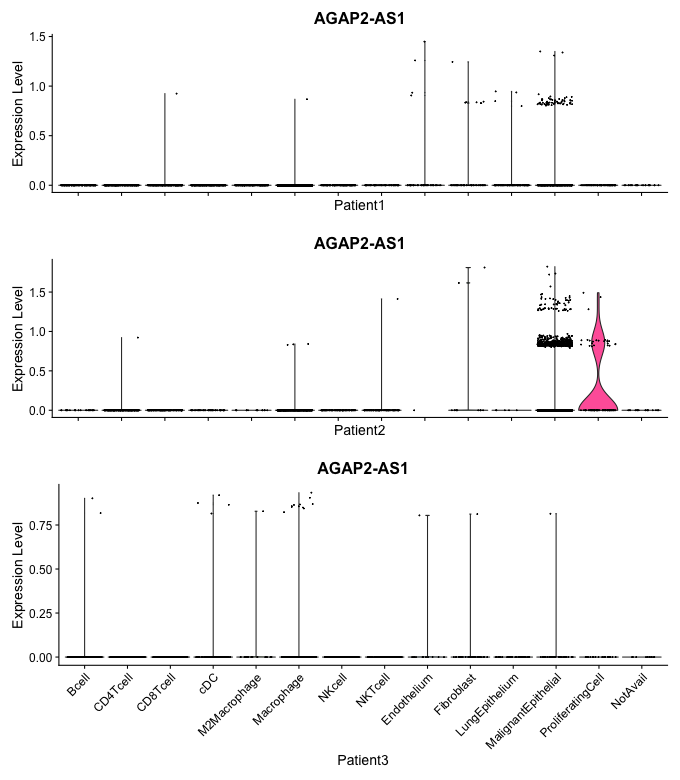 AGAP2-AS1
Expression Level
1.5
1.0
0.5
0.0
Patient1
AGAP2-AS1
Expression Level
1.5
1.0
0.5
0.0
Patient2
AGAP2-AS1
Expression Level
0.75
0.50
0.25
0.00
Bcell
CD4Tcell
CD8Tcell
cDC
M2Macrophage
Macrophage
NKcell
NKTcell
Endothelium
Fibroblast
LungEpithelium
MalignantEpithelial
ProliferatingCell
NotAvail
Patient3